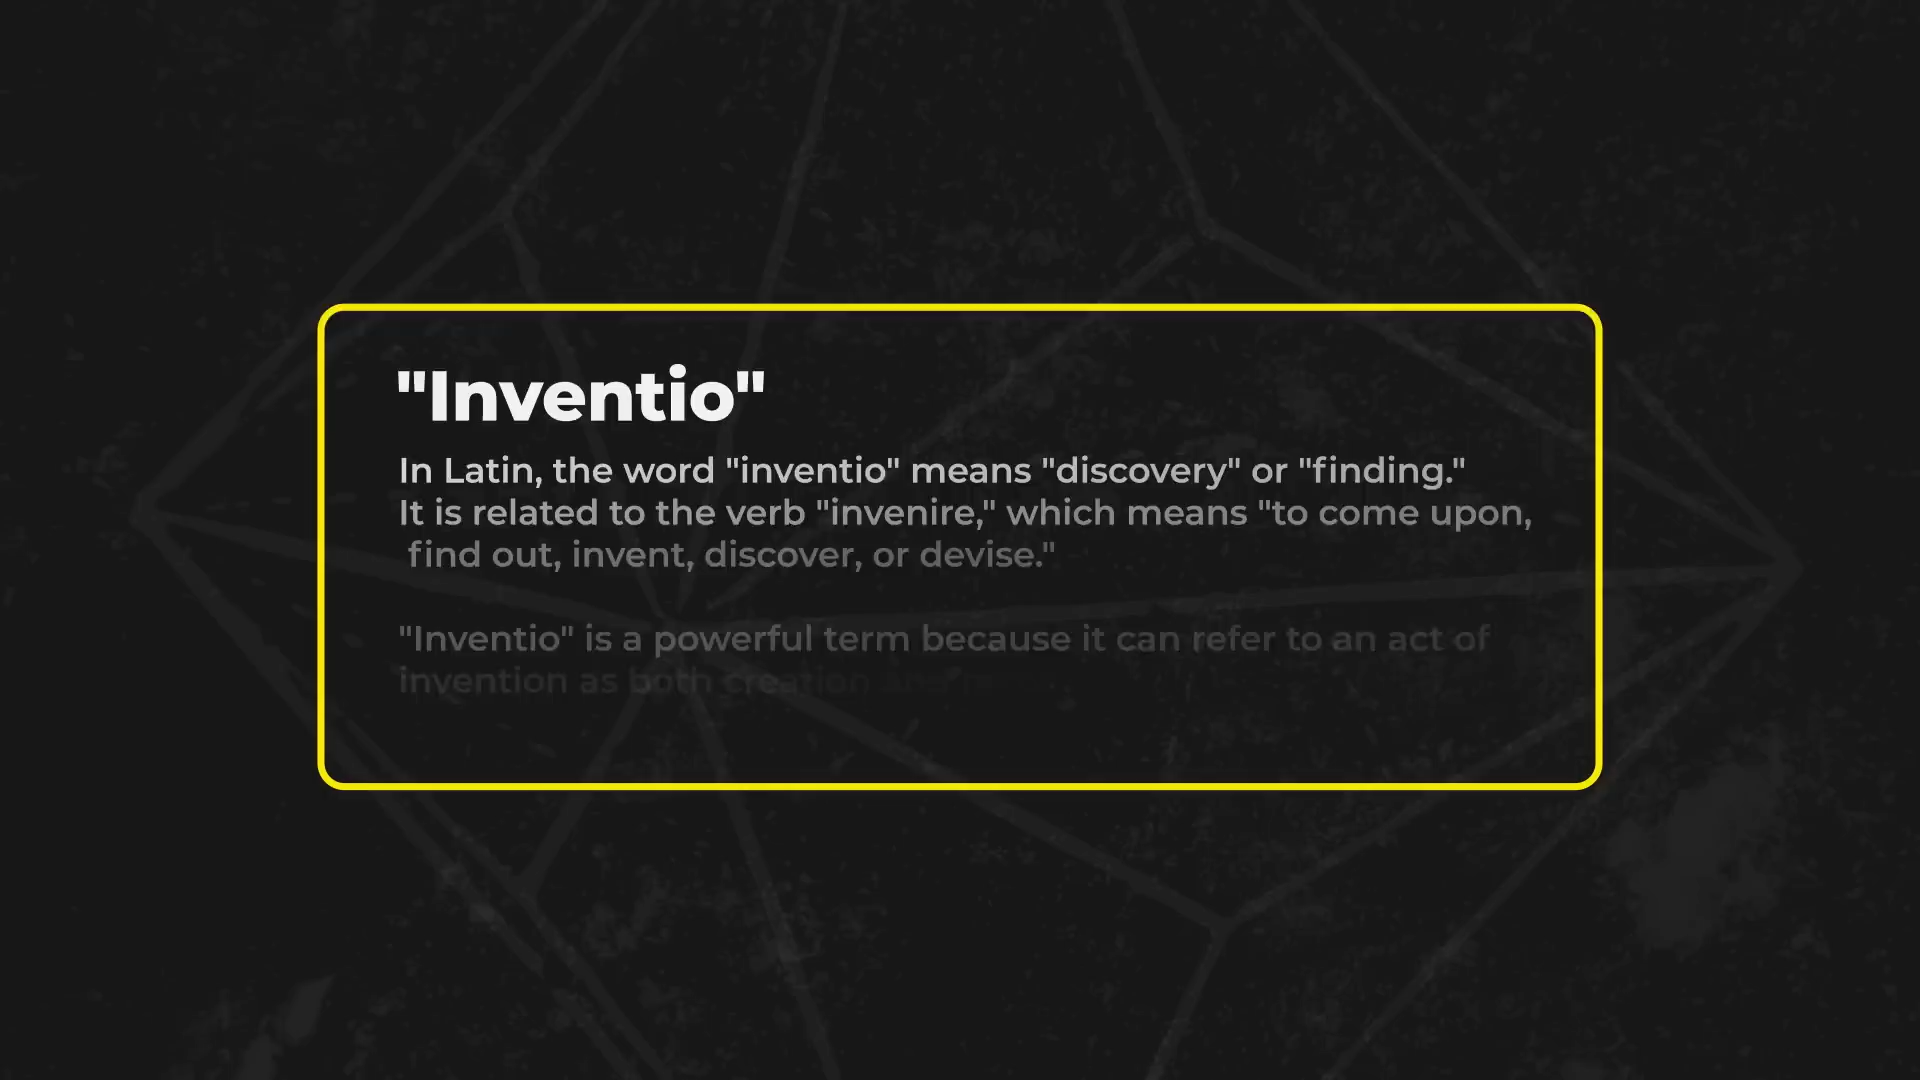 "Inventio"
In Latin, the word "inventio" means "discovery" or "finding."
It is related to the verb "invenire," which means "to come upon,
find out, invent, discover, or devise."
"Inventio" is a powerful term because it can refer to an act of
invention as both creation and